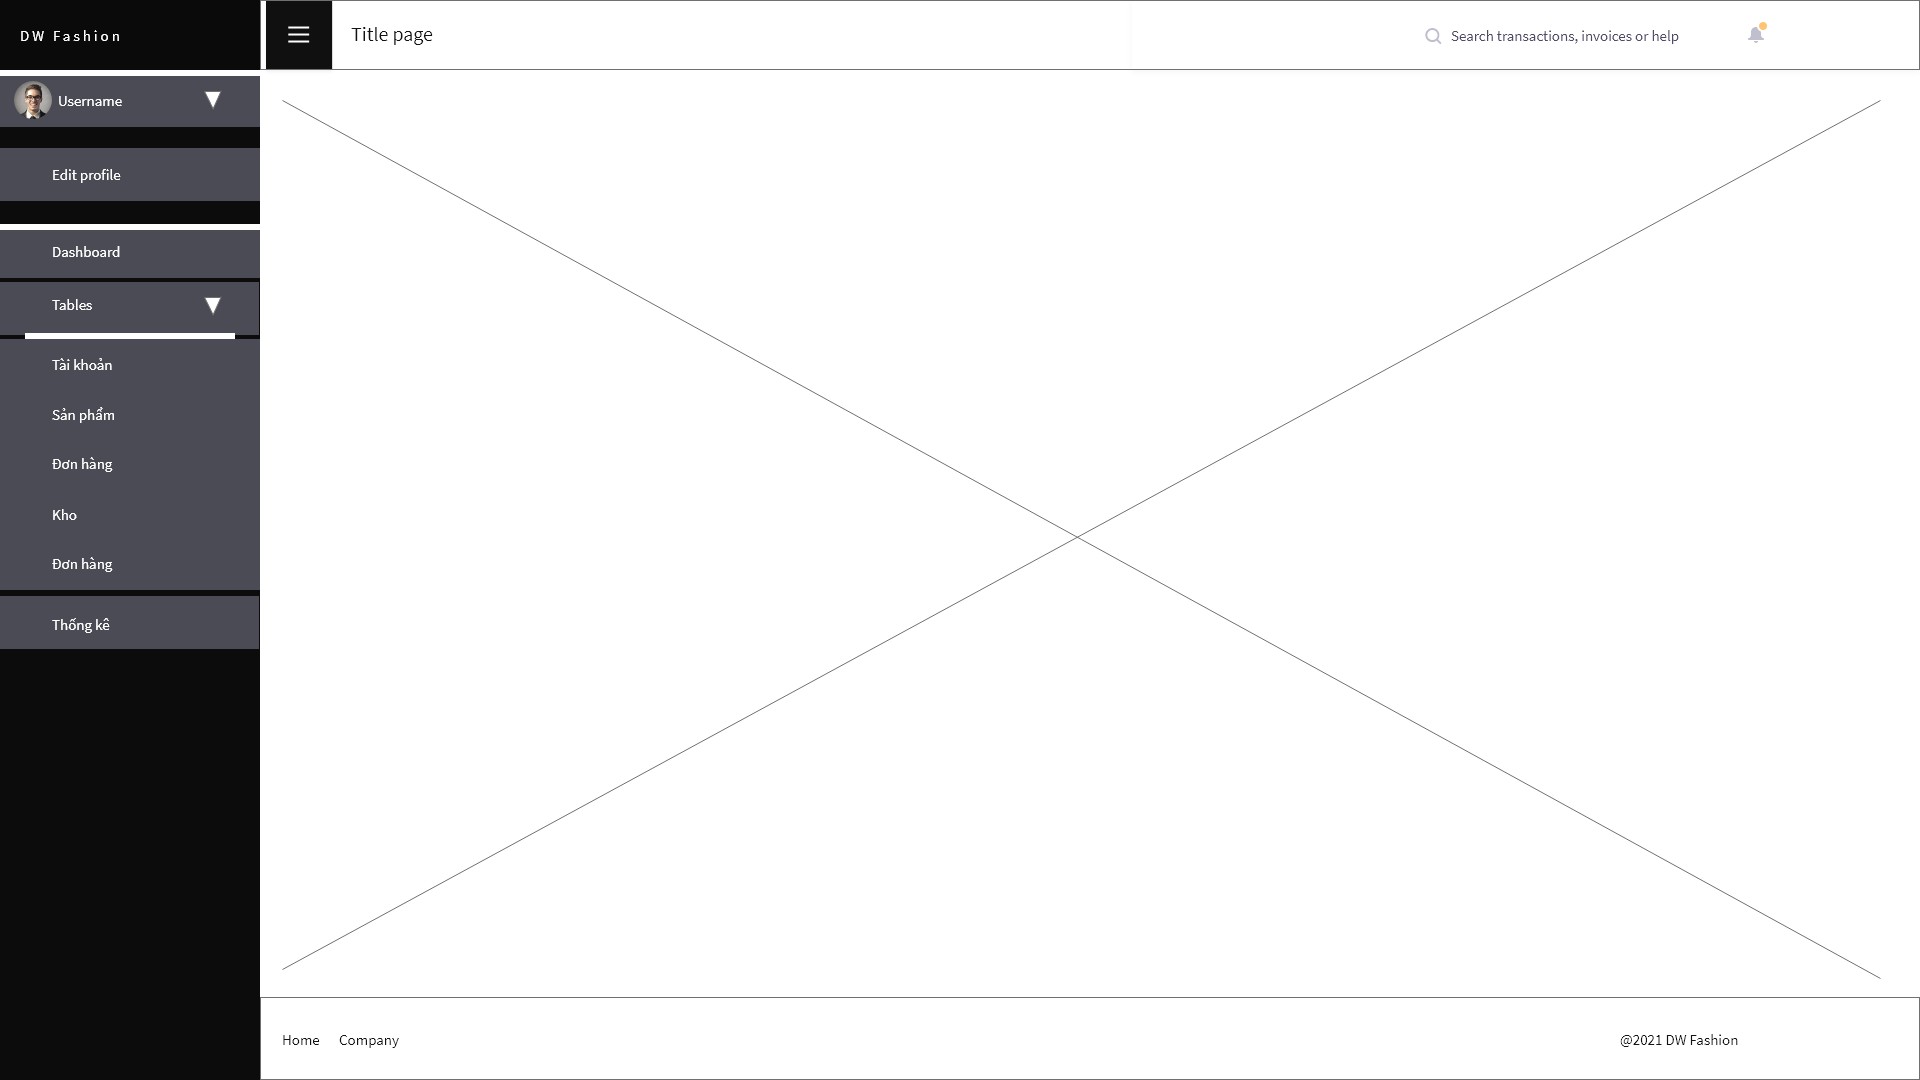 DW Fashion
Title page
Search transactions, invoices or help
Username
Edit profile
Dashboard
Tables
Tài khoản
Sản phẩm
Đơn hàng
Kho
Đơn hàng
Thống kê
Home Company
@2021 DW Fashion